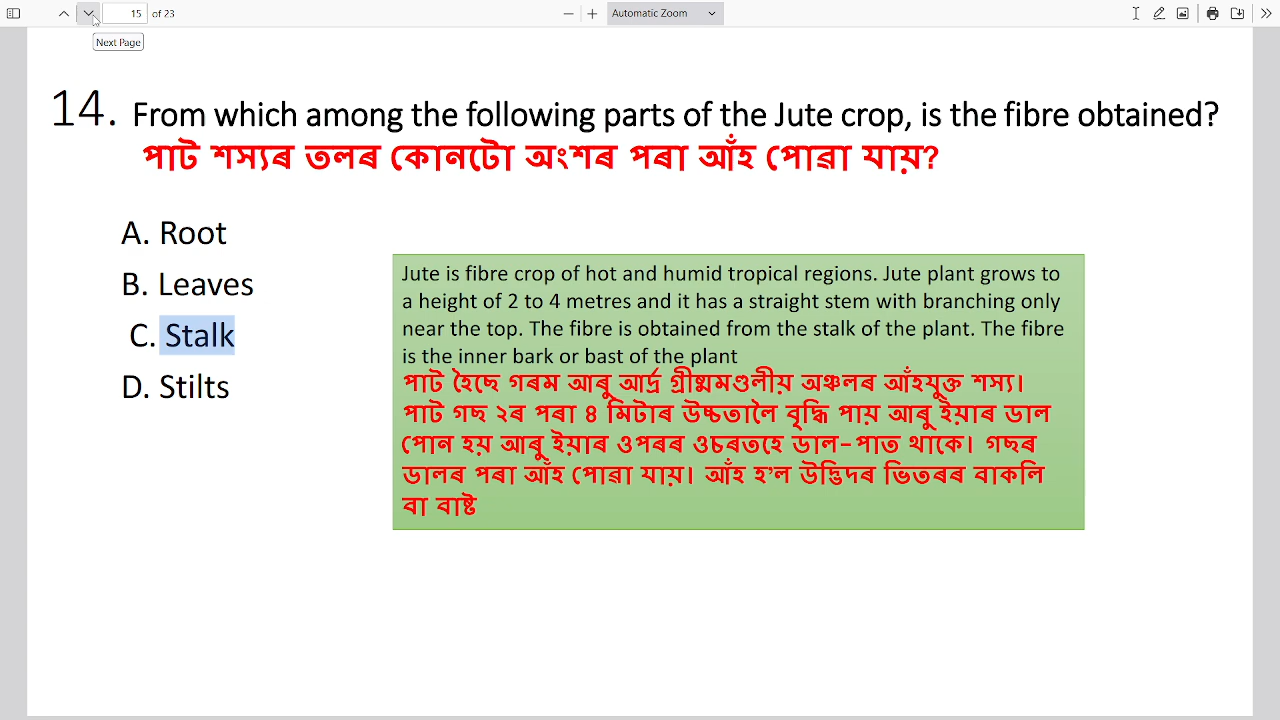 15 of 23
Automatic Zoom
Next Page
14. From which among the following parts of the Jute crop, is the fibre obtained?
পাট শস্যৰ তলৰ কোনটো অংশৰ পৰা আঁহ পোৱা যায়?
A. Root
B. Leaves
C. Stalk
D. Stilts
Jute is fibre crop of hot and humid tropical regions. Jute plant grows to
a height of 2 to 4 metres and it has a straight stem with branching only
near the top. The fibre is obtained from the stalk of the plant. The fibre
is the inner bark or bast of the plant
পাট হৈছে গৰম আৰু আৰ্দ্ৰ গ্ৰীষ্মমণ্ডলীয় অঞ্চলৰ আঁহযুক্ত শস্য।
পাট গছ ২ৰ পৰা ৪ মিটাৰ উচ্চতালৈ বৃদ্ধি পায় আৰু ইয়াৰ ডাল
পোন হয় আৰু ইয়াৰ ওপৰৰ ওচৰতহে ডাল-পাত থাকে। গছৰ
ডালৰ পৰা আঁহ পোৱা যায়। আঁহ হ'ল উদ্ভিদৰ ভিতৰৰ বাকলি
বা বাষ্ট